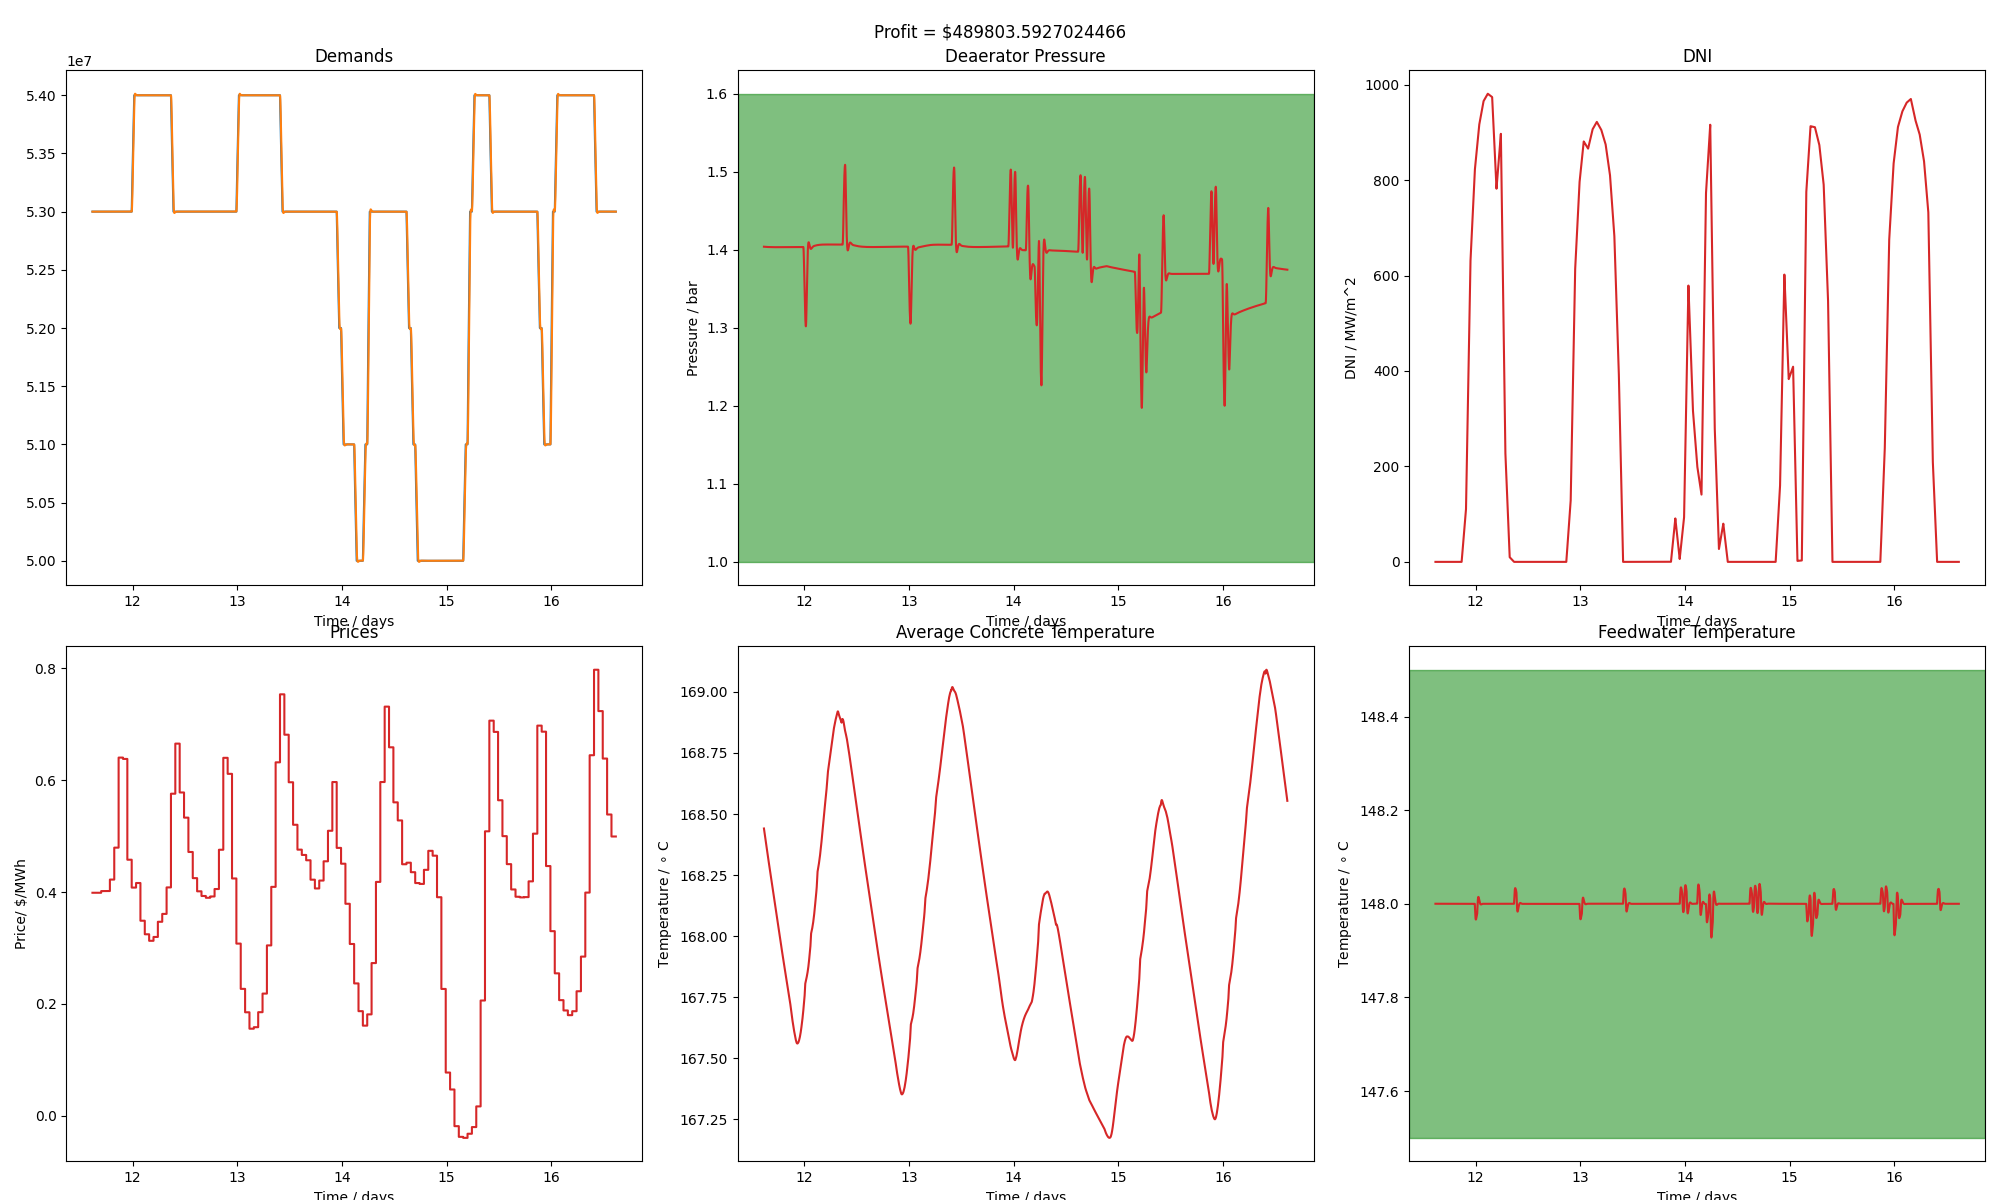 Profit = $489803.5927024466
Demands
1e7
5.40
5.35
5.30
5.25
5.20
5.15
5.10
5.05
5.00
12 13 14 15 16
Time / days
Deaerator Pressure
Pressure / bar
1.6
1.5
1.4
1.3
1.2
1.1
1.0
12 13 14 15 16
Time / days
DNI
DNI / MW/m^2
1000
800
600
400
200
0
12 13 14 15 16
Time / days
Prices
Price/ $/MWh
0.8
0.6
0.4
0.2
0.0
12 13 14 15 16
Time / days
Average Concrete Temperature
Temperature / ∘ C
169.00
168.75
168.50
168.25
168.00
167.75
167.50
167.25
12 13 14 15 16
Time / days
Feedwater Temperature
Temperature / ∘ C
148.4
148.2
148.0
147.8
147.6
12 13 14 15 16
Time / days